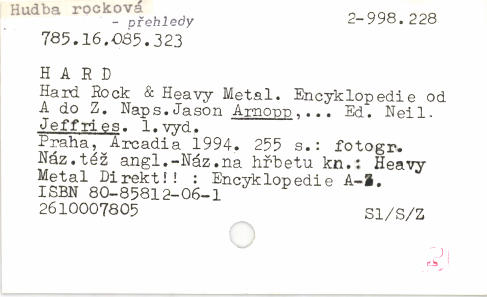 Hudba rocková
- přehledy
2-998.228
785.16.085.323
H A R D
Hard Rock & Heavy Metal. Encyklopedie od
A do Z. Naps.Jason Arnopp,... Ed. Neil.
Jeffries. 1.vyd.
Praha, Arcadia 1994. 255 s.: fotogr.
Náz.též angl.-Náz.na hřbetu kn.: Heavy
Metal Direkt!! : Encyklopedie A-Z.
ISBN 80-85812-06-1
2610007805
Sl/S/Z